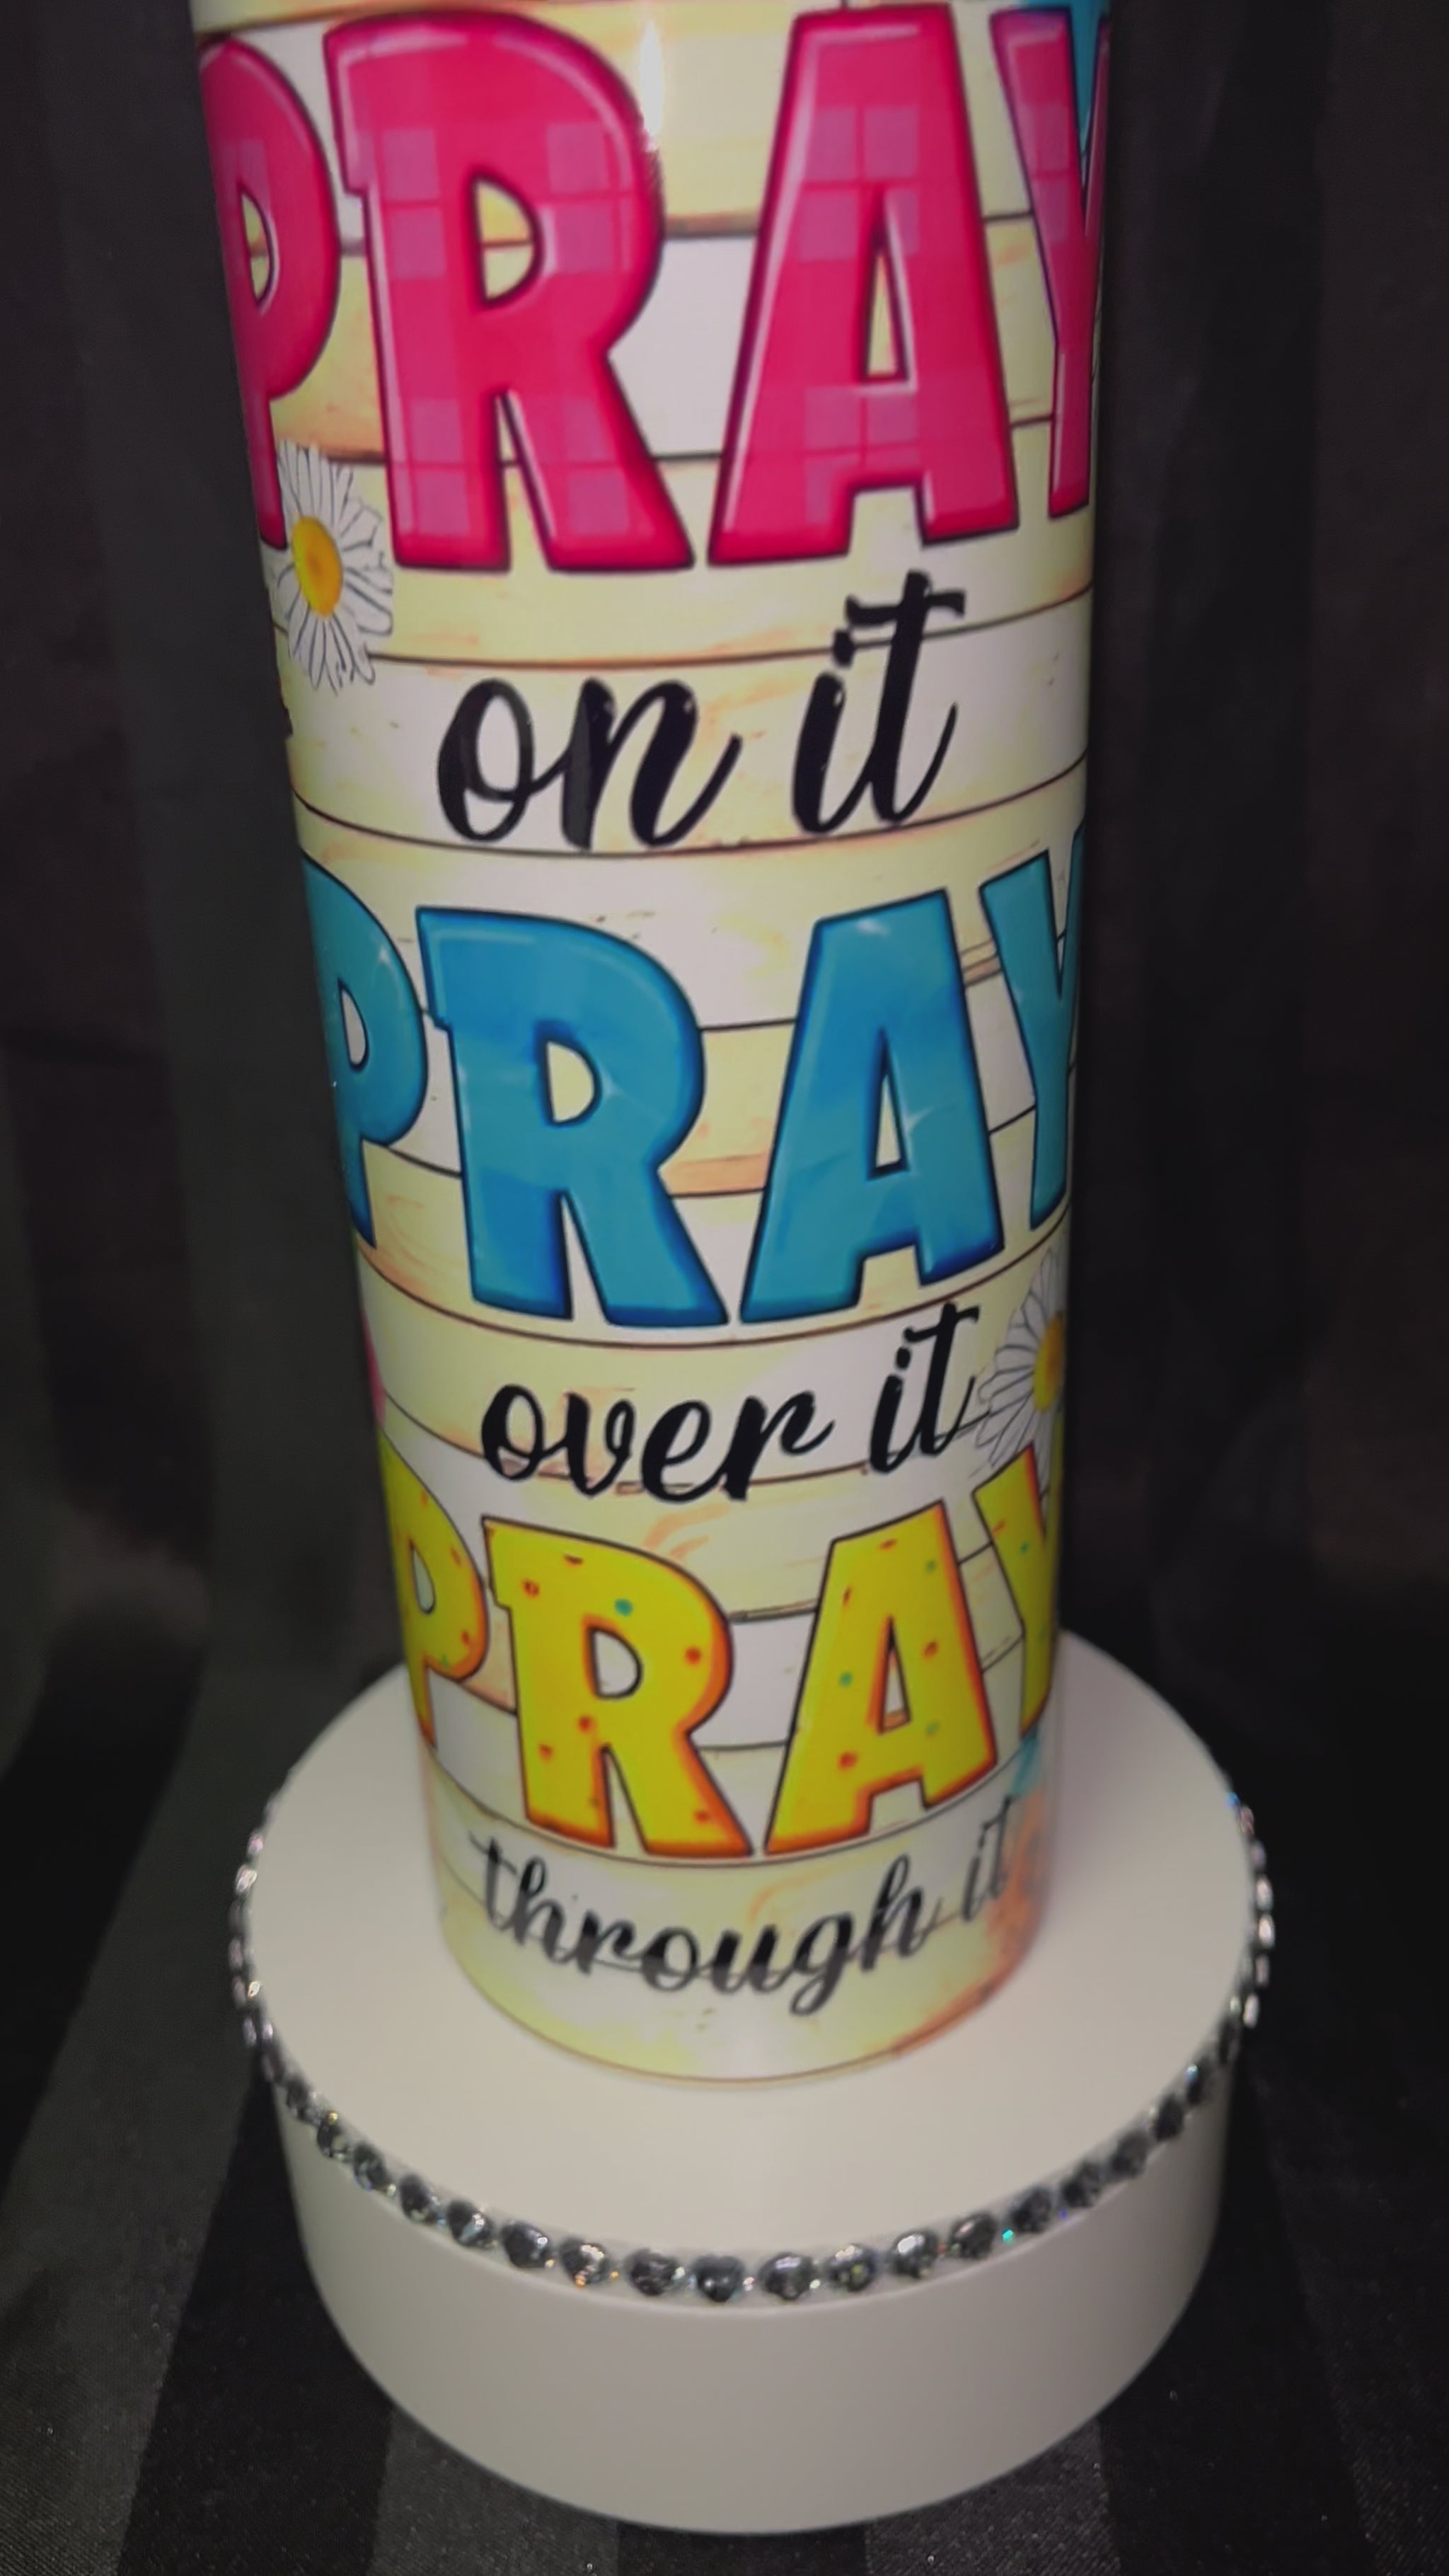 PRAY
on it
PRAY
over it
PRAY
through it